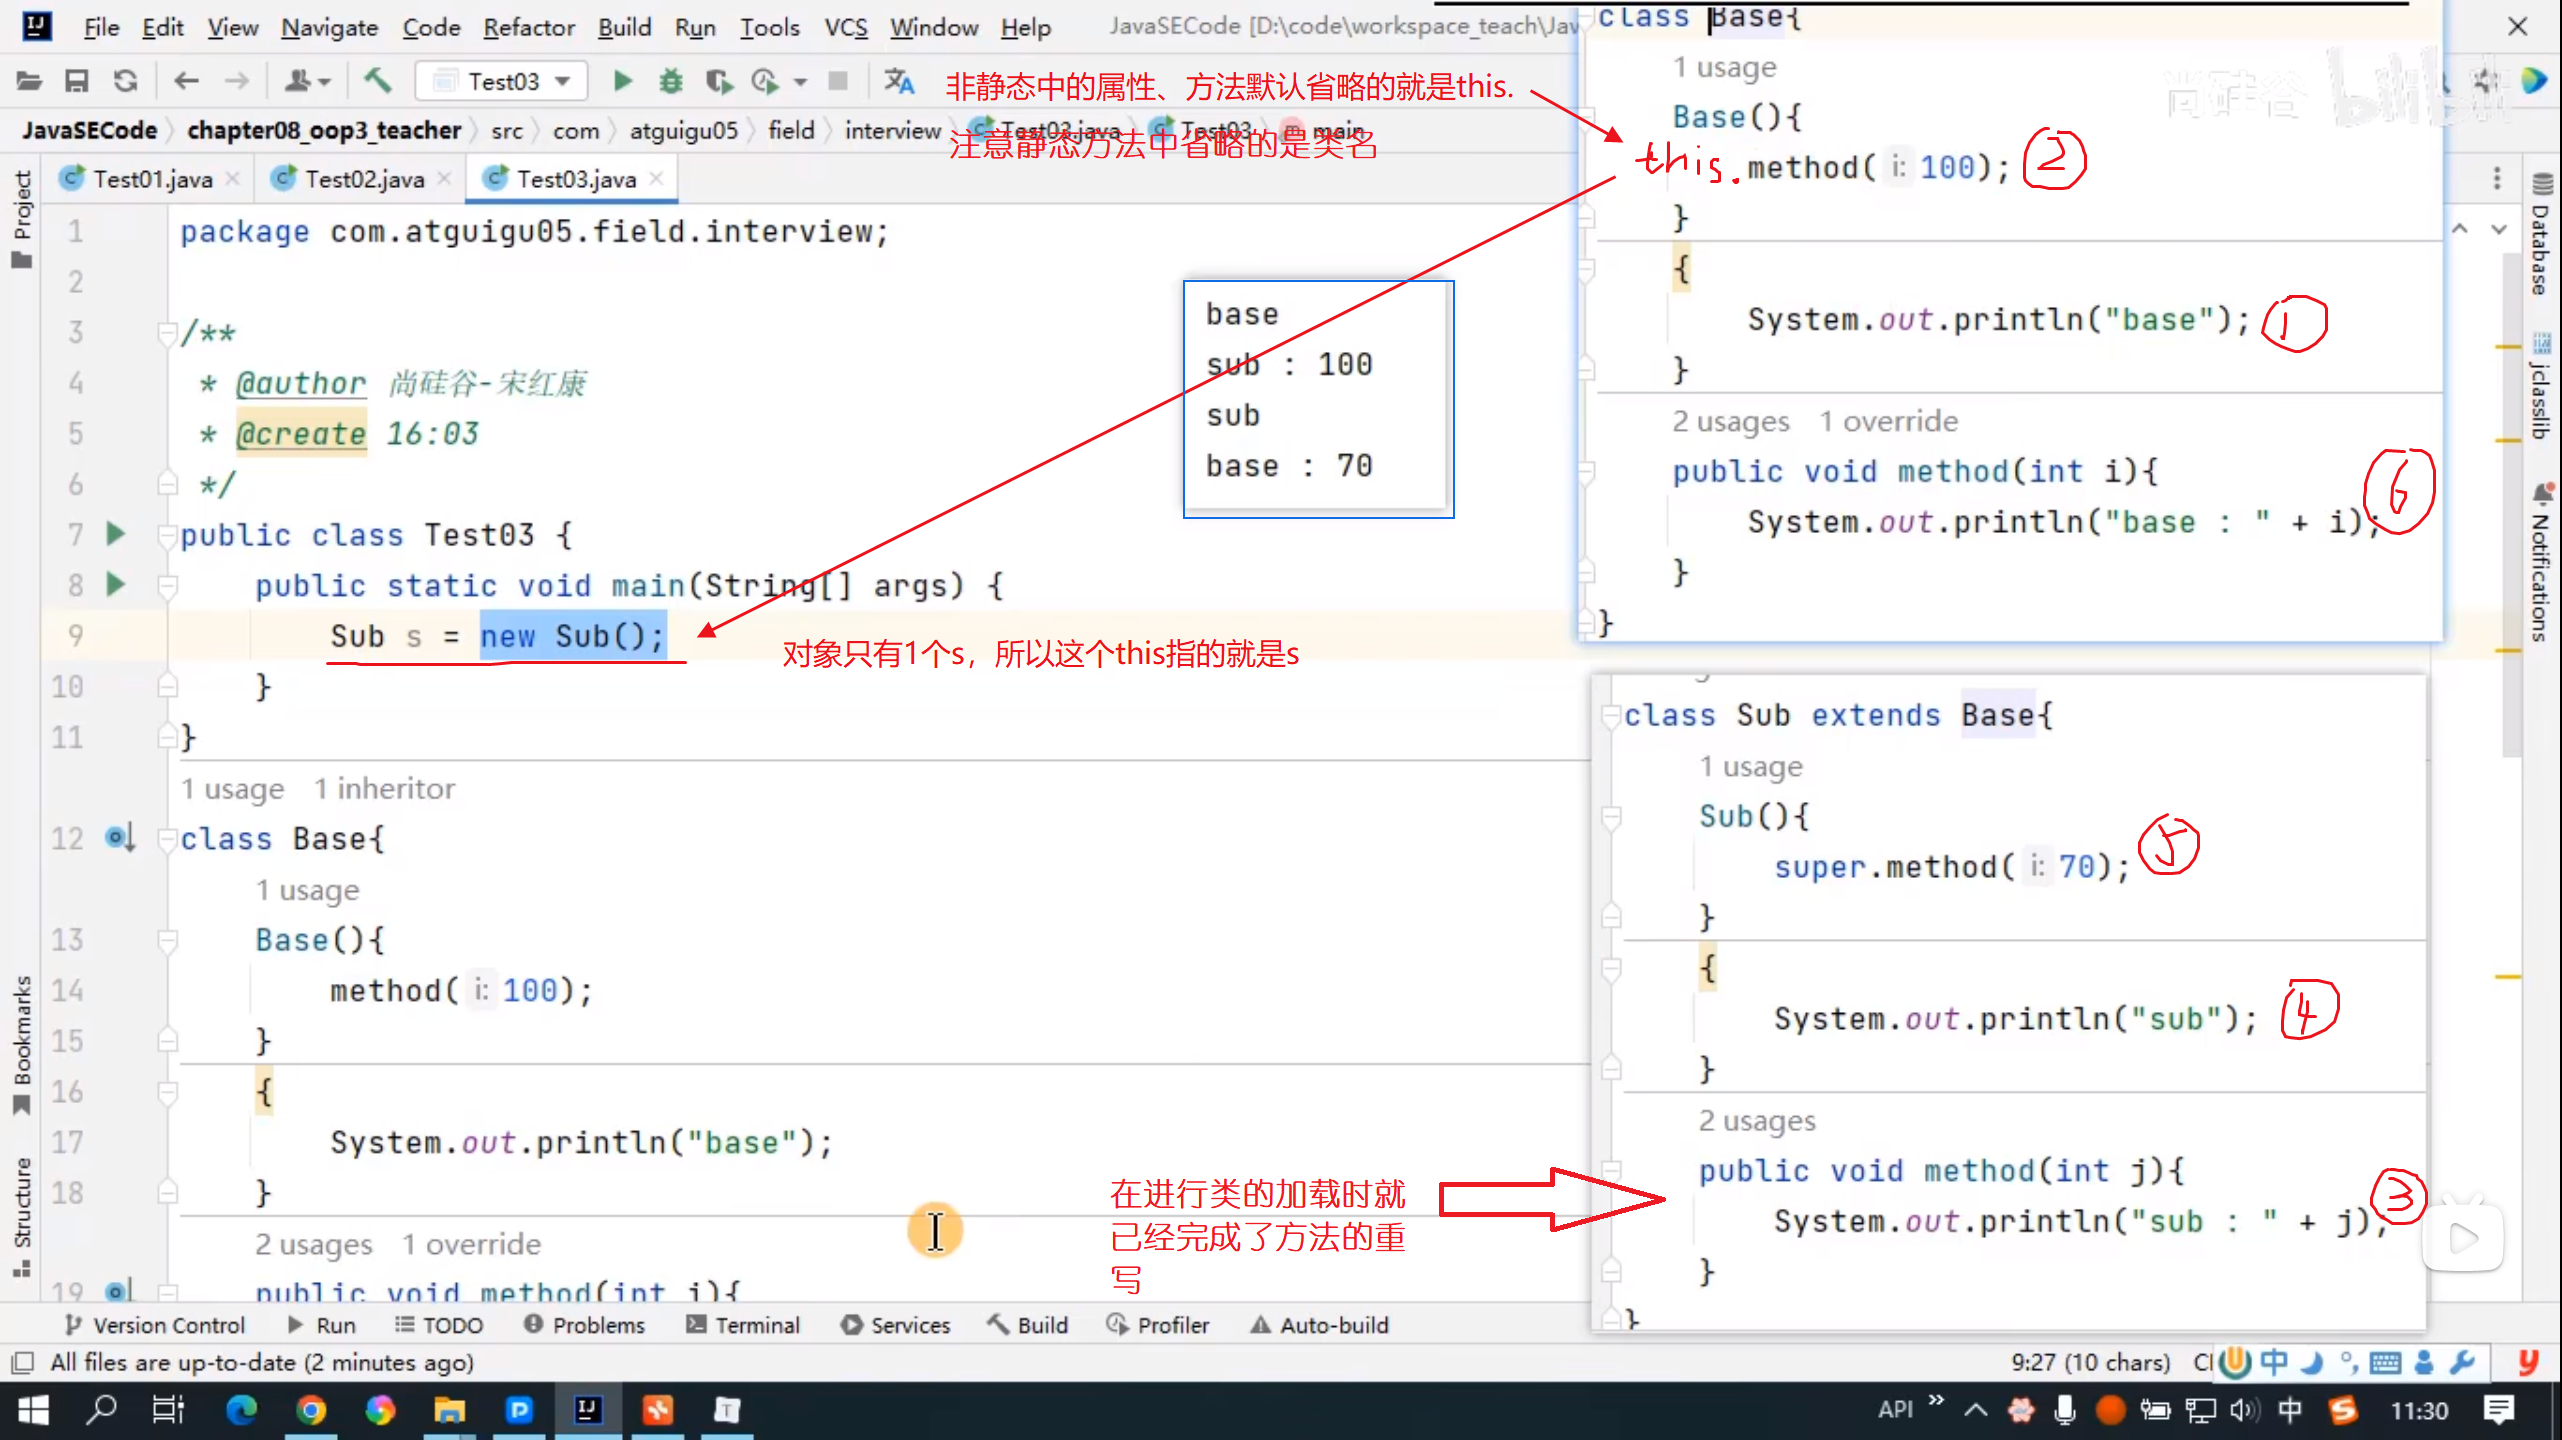 File Edit View Navigate Code Refactor Build Run Tools VCS Window Help JavaSECode [D:\code\workspace_teach\Jav
Test03
JavaSECode chapter08_oop3_teacher src com atguigu05 field interview Test03.java Test03 main
非静态中的属性、方法默认省略的就是this.
注意静态方法中省略的是类名
Test01.java Test02.java Test03.java
Project
Bookmarks
Structure
1 package com.atguigu05.field.interview;
2
3 /**
4 * @author 尚硅谷-宋红康
5 * @create 16:03
6 */
7 public class Test03 {
8 public static void main(String[] args) {
9 Sub s = new Sub();
10 }
11 }
对象只有1个s，所以这个this指的就是s
1 usage 1 inheritor
12 class Base{
1 usage
13 Base(){
14 method( i: 100);
15 }
16 {
17 System.out.println("base");
18 }
2 usages 1 override
19 public void method(int i){
base
sub : 100
sub
base : 70
class Base{
1 usage
Base(){
this. method( i: 100); ②
}
{
System.out.println("base"); ①
}
2 usages 1 override
public void method(int i){
System.out.println("base : " + i); ⑥
}
}
class Sub extends Base{
1 usage
Sub(){
super.method( i: 70); ⑤
}
{
System.out.println("sub"); ④
}
2 usages
public void method(int j){
System.out.println("sub : " + j); ③
}
}
在进行类的加载时就
已经完成了方法的重
写
尚硅谷 bilibili
Database
jclasslib
Notifications
Version Control Run TODO Problems Terminal Services Build Profiler Auto-build
All files are up-to-date (2 minutes ago) 9:27 (10 chars) 中
API 中 11:30